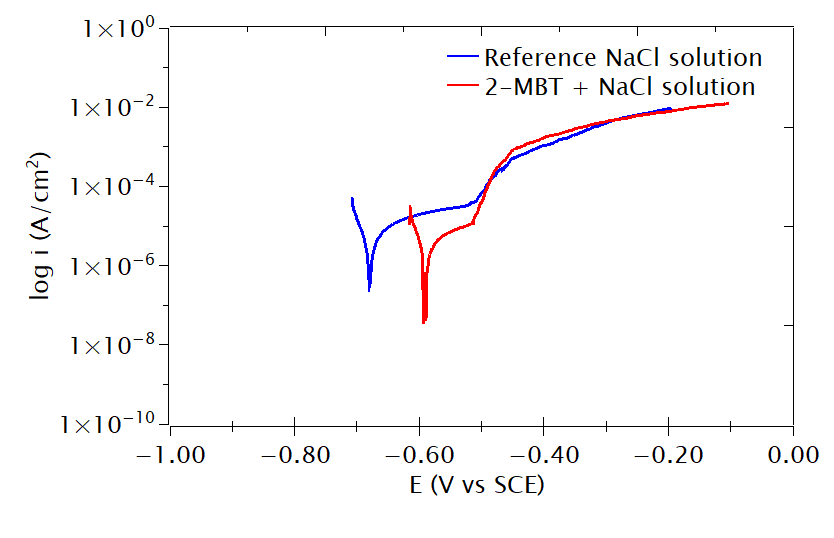 1×10⁰
Reference NaCl solution
2-MBT + NaCl solution
1×10⁻²
1×10⁻⁴
log i (A/cm²)
1×10⁻⁶
1×10⁻⁸
1×10⁻¹⁰
−1.00 −0.80 −0.60 −0.40 −0.20 0.00
E (V vs SCE)